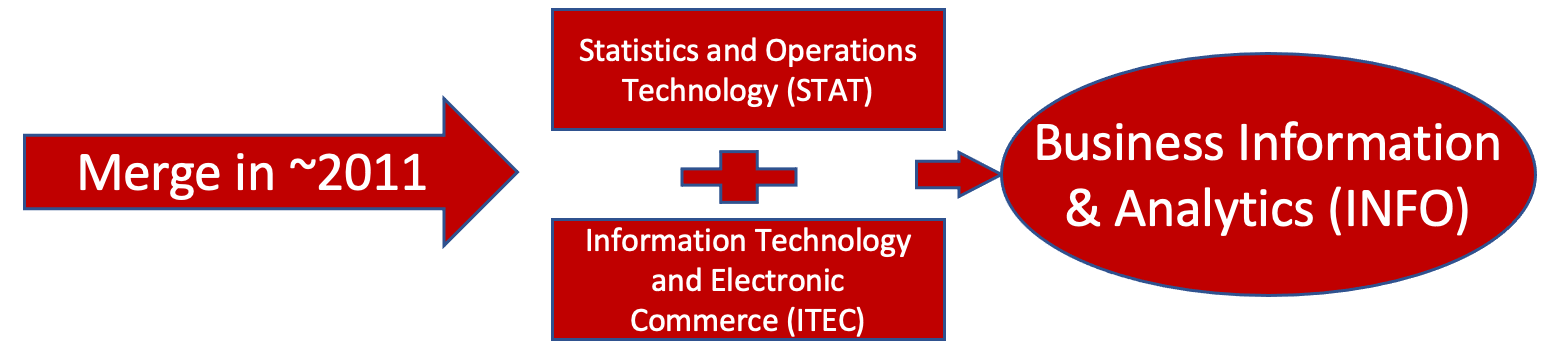 Merge in ~2011
Statistics and Operations
Technology (STAT)
Information Technology
and Electronic
Commerce (ITEC)
Business Information
& Analytics (INFO)